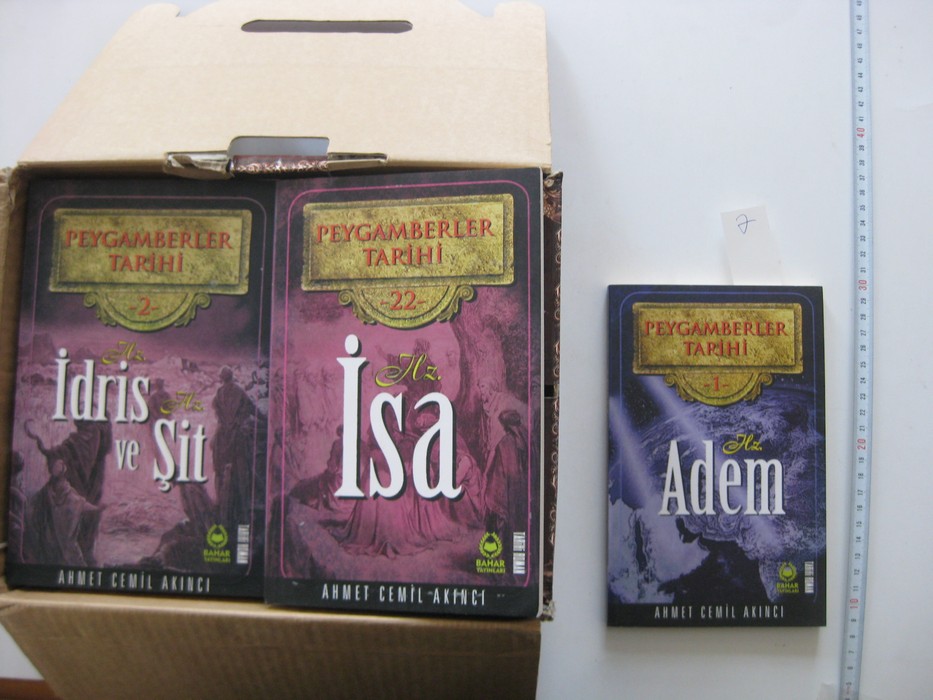 PEYGAMBERLER
TARİHİ
-2-
Hz.
İdris
Hz.
ve Şit
BAHAR
YAYINLARI
AHMET CEMİL AKINCI
PEYGAMBERLER
TARİHİ
-22-
Hz.
İsa
BAHAR
YAYINLARI
AHMET CEMİL AKINCI
7
PEYGAMBERLER
TARİHİ
-1-
Hz.
Adem
BAHAR
YAYINLARI
AHMET CEMİL AKINCI
40
30
20
10